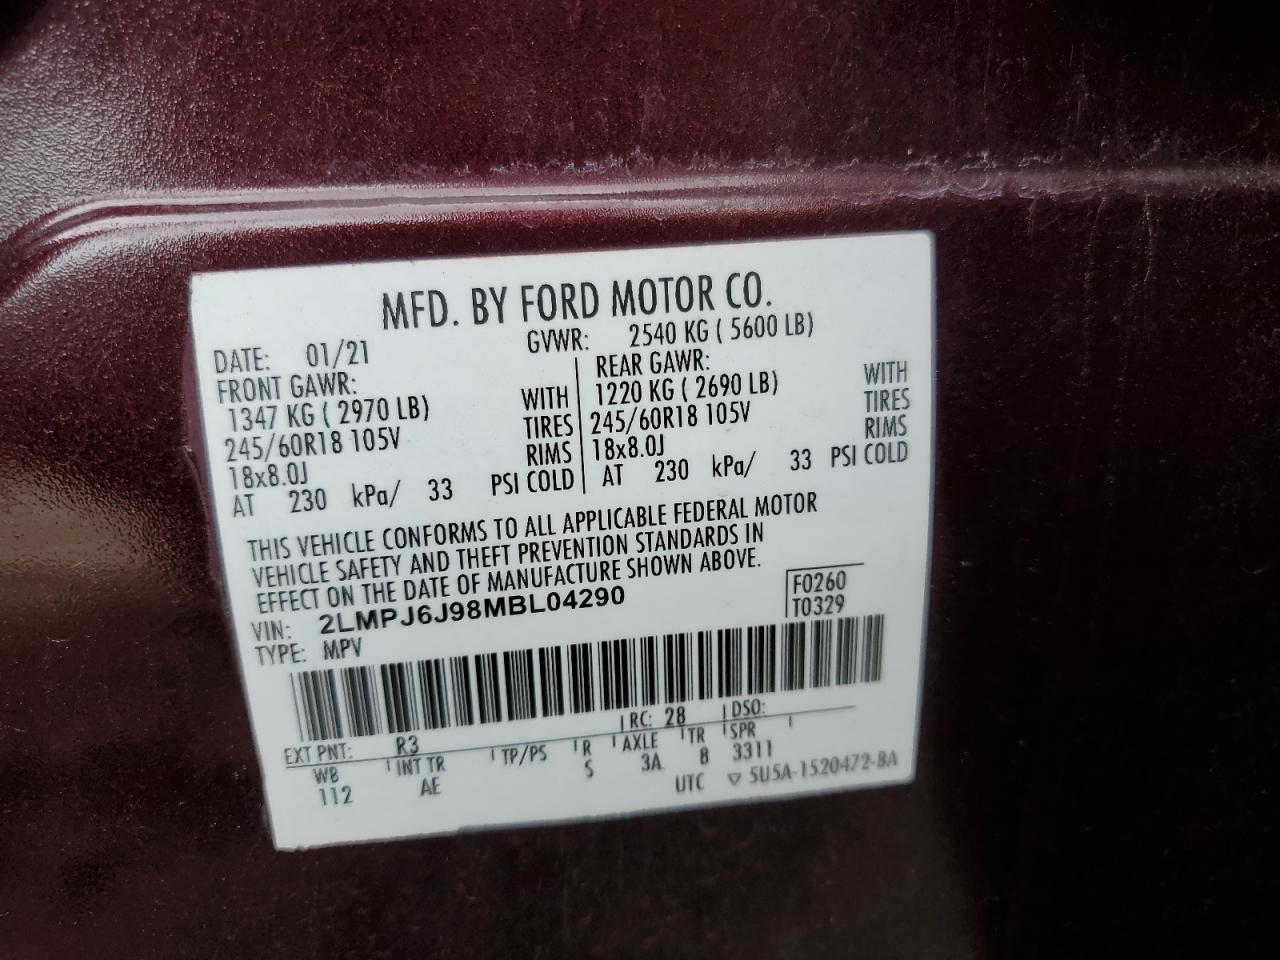 MFD. BY FORD MOTOR CO.
DATE: 01/21 GVWR: 2540 KG ( 5600 LB)
FRONT GAWR: REAR GAWR:
1347 KG ( 2970 LB) WITH 1220 KG ( 2690 LB) WITH
245/60R18 105V TIRES 245/60R18 105V TIRES
18x8.0J RIMS 18x8.0J RIMS
AT 230 kPa/ 33 PSI COLD AT 230 kPa/ 33 PSI COLD
THIS VEHICLE CONFORMS TO ALL APPLICABLE FEDERAL MOTOR
VEHICLE SAFETY AND THEFT PREVENTION STANDARDS IN
EFFECT ON THE DATE OF MANUFACTURE SHOWN ABOVE.
VIN: 2LMPJ6J98MBL04290 F0260
TYPE: MPV T0329
EXT PNT: R3 RC: 28 DSO:
WB INT TR TP/PS R AXLE TR SPR
112 AE S 3A 8 3311
UTC ▽ 5U5A-1520472-BA